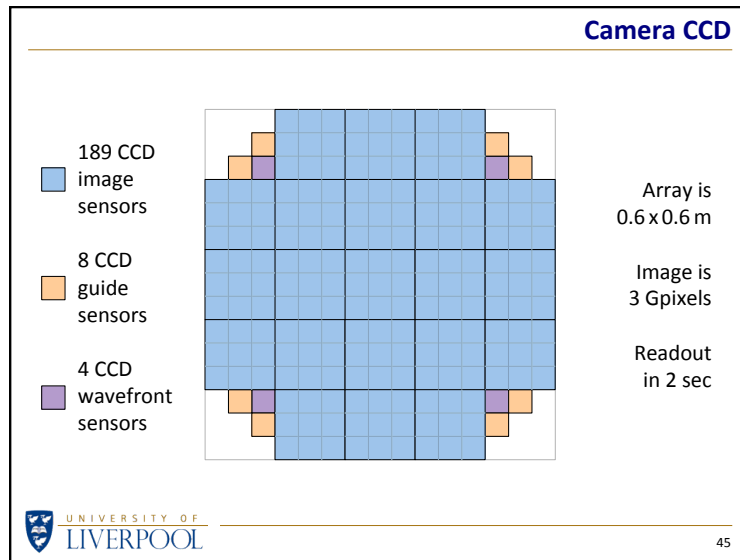 Camera CCD
189 CCD
image
sensors
8 CCD
guide
sensors
4 CCD
wavefront
sensors
Array is
0.6 x 0.6 m
Image is
3 Gpixels
Readout
in 2 sec
UNIVERSITY OF
LIVERPOOL
45